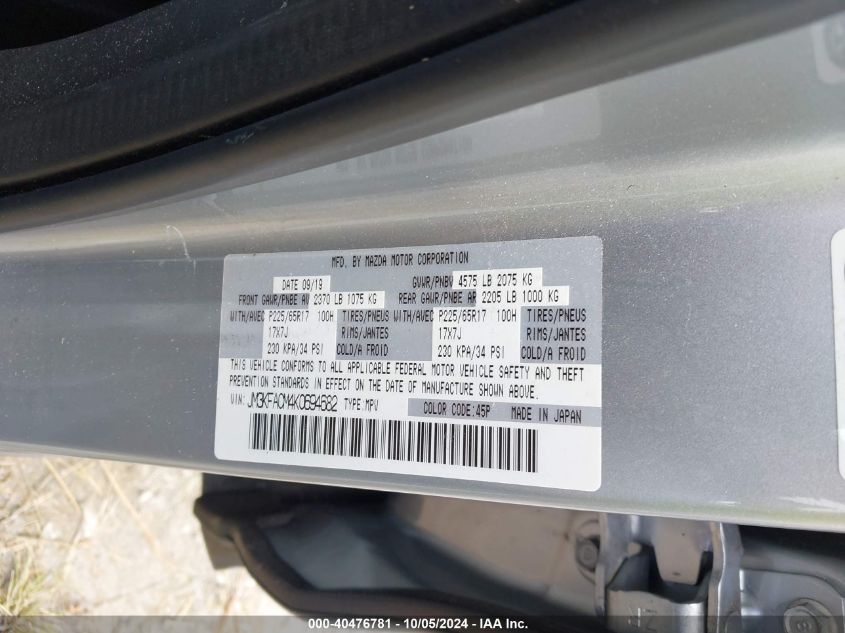 MFD. BY MAZDA MOTOR CORPORATION
DATE 09/19 GVWR/PNBV 4575 LB 2075 KG
FRONT GAWR/PNBE AV 2370 LB 1075 KG REAR GAWR/PNBE AR 2205 LB 1000 KG
WITH/AVEC P225/65R17 100H TIRES/PNEUS WITH/AVEC P225/65R17 100H TIRES/PNEUS
17X7J RIMS/JANTES 17X7J RIMS/JANTES
230 KPA/34 PSI COLD/A FROID 230 KPA/34 PSI COLD/A FROID
THIS VEHICLE CONFORMS TO ALL APPLICABLE FEDERAL MOTOR VEHICLE SAFETY AND THEFT
PREVENTION STANDARDS IN EFFECT ON THE DATE OF MANUFACTURE SHOWN ABOVE.
VIN: JM3KFACM4K0694682 TYPE:MPV COLOR CODE:45P MADE IN JAPAN
000-40476781 - 10/05/2024 - IAA Inc.